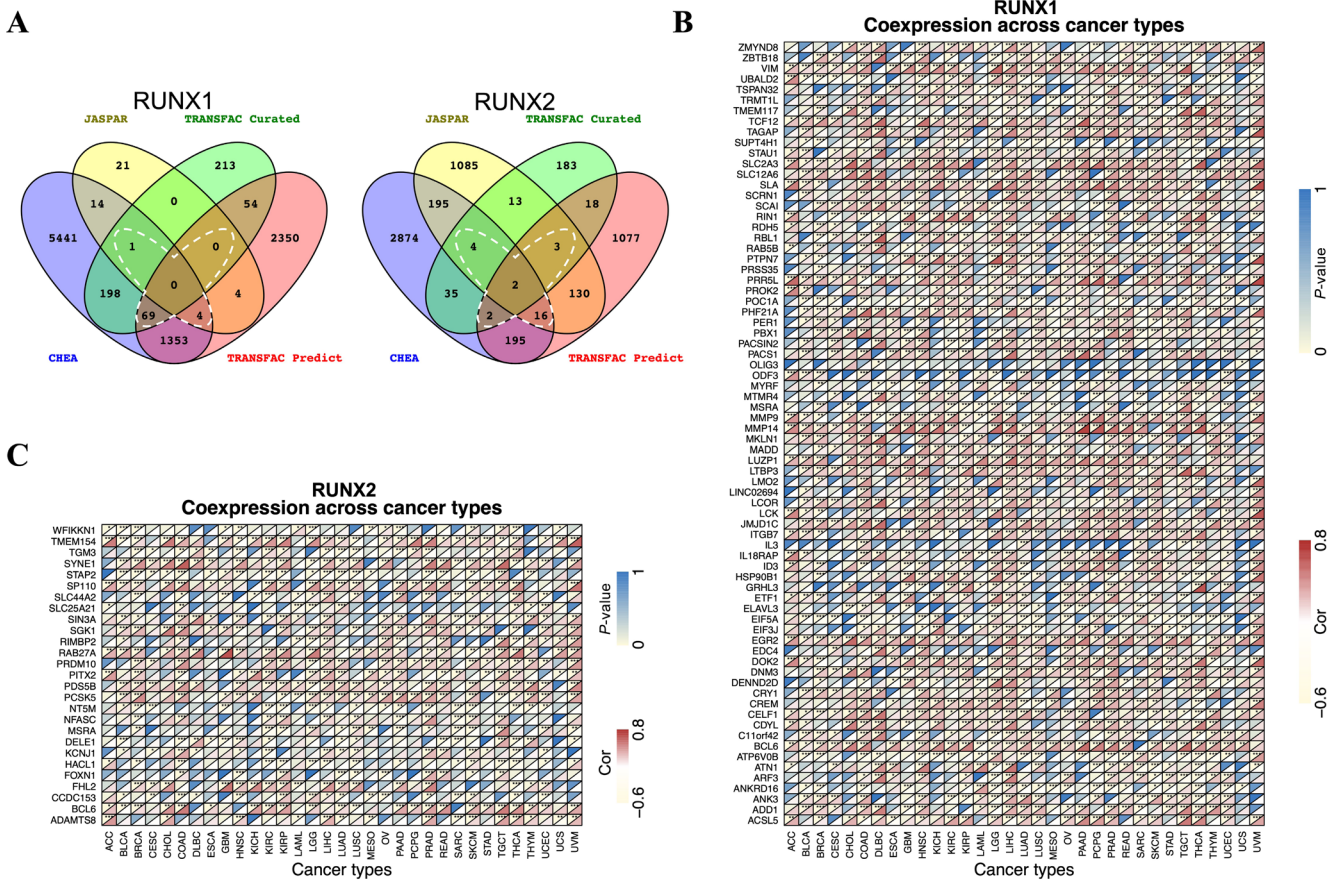 A
RUNX1
JASPAR
TRANSFAC Curated
21
213
14
0
54
5441
2350
1
0
198
0
4
69
4
1353
CHEA
TRANSFAC Predict
RUNX2
JASPAR
TRANSFAC Curated
1085
183
195
13
18
2874
1077
4
3
35
2
130
2
16
195
CHEA
TRANSFAC Predict
B
RUNX1
Coexpression across cancer types
ZMYND8
ZBTB18
VIM
UBALD2
TSPAN32
TRMT1L
TMEM117
TCF12
TAGAP
SUPT4H1
STAU1
SLC2A3
SLC12A6
SLA
SCRN1
SCAI
RIN1
RDH5
RBL1
RAB5B
PTPN7
PRSS35
PRR5L
PROK2
POC1A
PHF21A
PER1
PBX1
PACSIN2
PACS1
OLIG3
ODF3
MYRF
MTMR4
MSRA
MMP9
MMP14
MKLN1
MADD
LUZP1
LTBP3
LMO2
LINC02694
LCOR
LCK
JMJD1C
ITGB7
IL3
IL18RAP
ID3
HSP90B1
GRHL3
ETF1
ELAVL3
EIF5A
EIF3J
EGR2
EDC4
DOK2
DNM3
DENND2D
CRY1
CREM
CELF1
CDYL
C11orf42
BCL6
ATP6V0B
ATN1
ARF3
ANKRD16
ANK3
ADD1
ACSL5
ACC BLCA BRCA CESC CHOL COAD DLBC ESCA GBM HNSC KICH KIRC KIRP LAML LGG LIHC LUAD LUSC MESO OV PAAD PCPG PRAD READ SARC SKCM STAD TGCT THCA THYM UCEC UCS UVM
Cancer types
1
P-value
0
0.8
Cor
−0.6
C
RUNX2
Coexpression across cancer types
WFIKKN1
TMEM154
TGM3
SYNE1
STAP2
SP110
SLC44A2
SLC25A21
SIN3A
SGK1
RIMBP2
RAB27A
PRDM10
PITX2
PDS5B
PCSK5
NT5M
NFASC
MSRA
DELE1
KCNJ1
HACL1
FOXN1
FHL2
CCDC153
BCL6
ADAMTS8
ACC BLCA BRCA CESC CHOL COAD DLBC ESCA GBM HNSC KICH KIRC KIRP LAML LGG LIHC LUAD LUSC MESO OV PAAD PCPG PRAD READ SARC SKCM STAD TGCT THCA THYM UCEC UCS UVM
Cancer types
1
P-value
0
0.8
Cor
−0.6